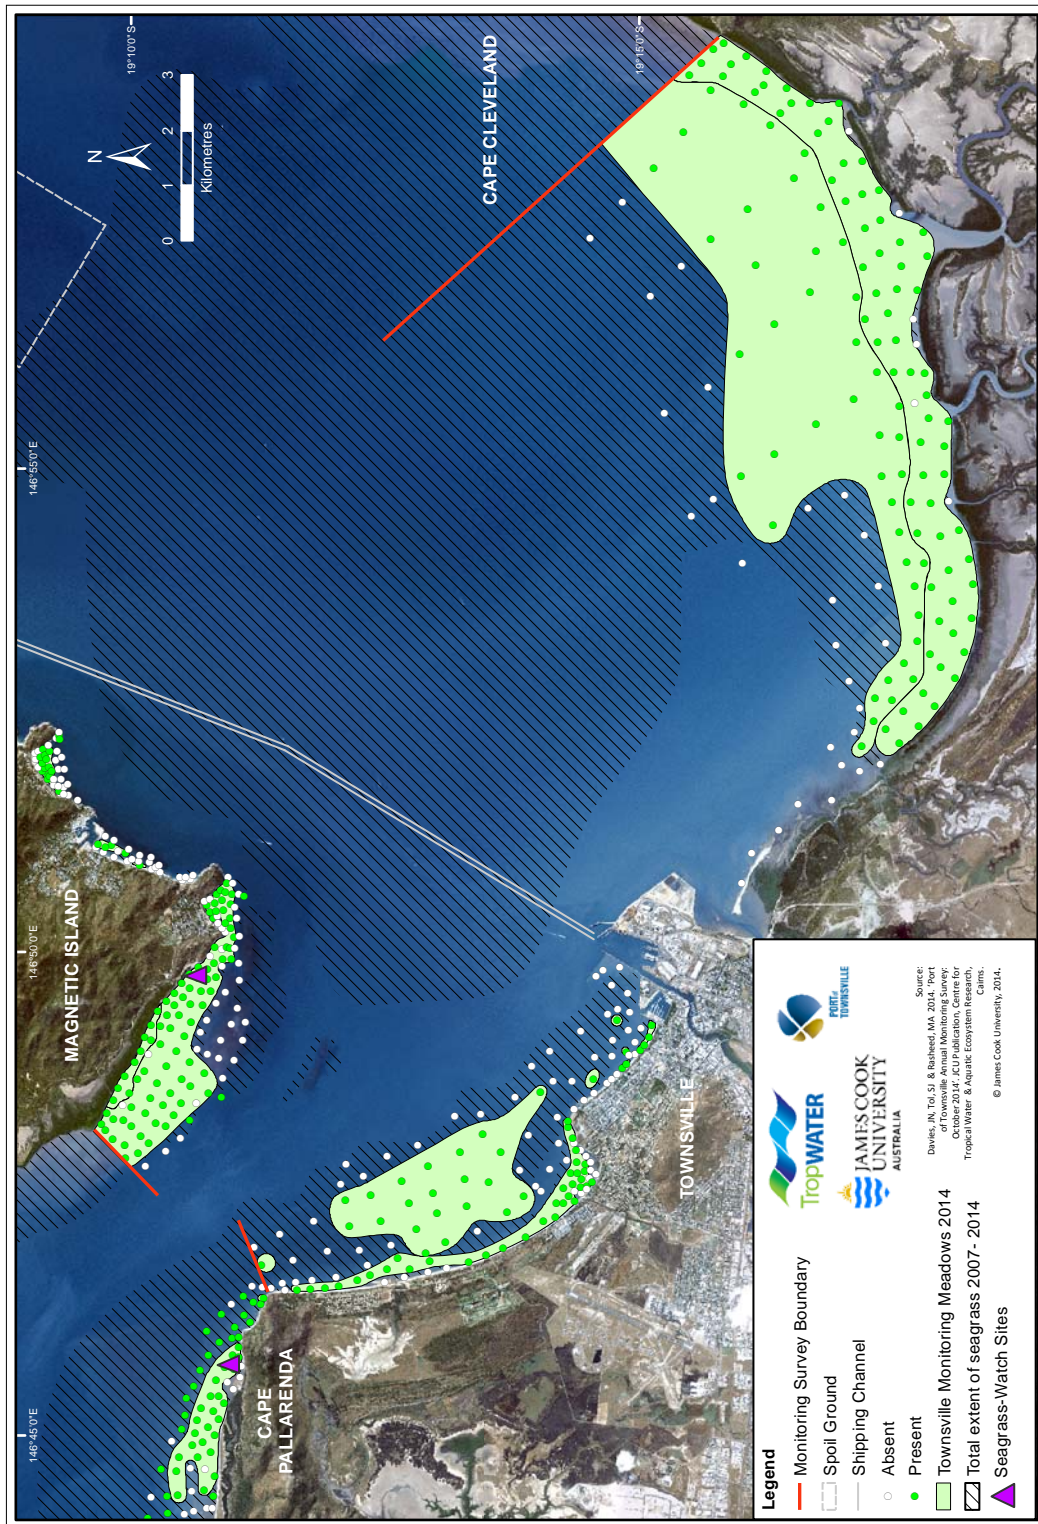 19°10'0"S
19°15'0"S
N
0 1 2 3
Kilometres
CAPE CLEVELAND
146°55'0"E
MAGNETIC ISLAND
146°50'0"E
TOWNSVILLE
CAPE
PALLARENDA
146°45'0"E
Legend
Monitoring Survey Boundary
Spoil Ground
Shipping Channel
Absent
Present
Townsville Monitoring Meadows 2014
Total extent of seagrass 2007- 2014
Seagrass-Watch Sites
TropWATER
JAMES COOK
UNIVERSITY
AUSTRALIA
PORT of
TOWNSVILLE
Source:
Davies, JN, Tol, SJ & Rasheed, MA 2014. 'Port
of Townsville Annual Monitoring Survey:
October 2014'. JCU Publication, Centre for
Tropical Water & Aquatic Ecosystem Research,
Cairns.
© James Cook University, 2014.